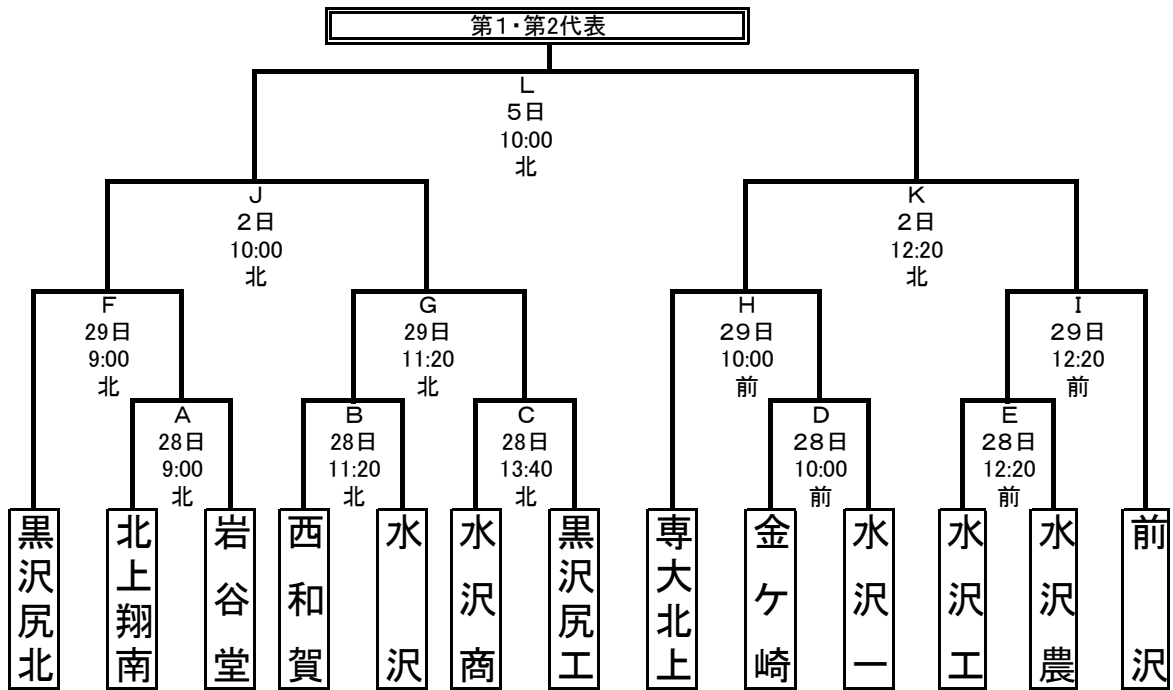 第1・第2代表
L
5日
10:00
北
J
2日
10:00
北
K
2日
12:20
北
F
29日
9:00
北
G
29日
11:20
北
H
29日
10:00
前
I
29日
12:20
前
A
28日
9:00
北
B
28日
11:20
北
C
28日
13:40
北
D
28日
10:00
前
E
28日
12:20
前
黒沢尻北
北上翔南
岩谷堂
西和賀
水沢
水沢商
黒沢尻工
専大北上
金ケ崎
水沢一
水沢工
水沢農
前沢